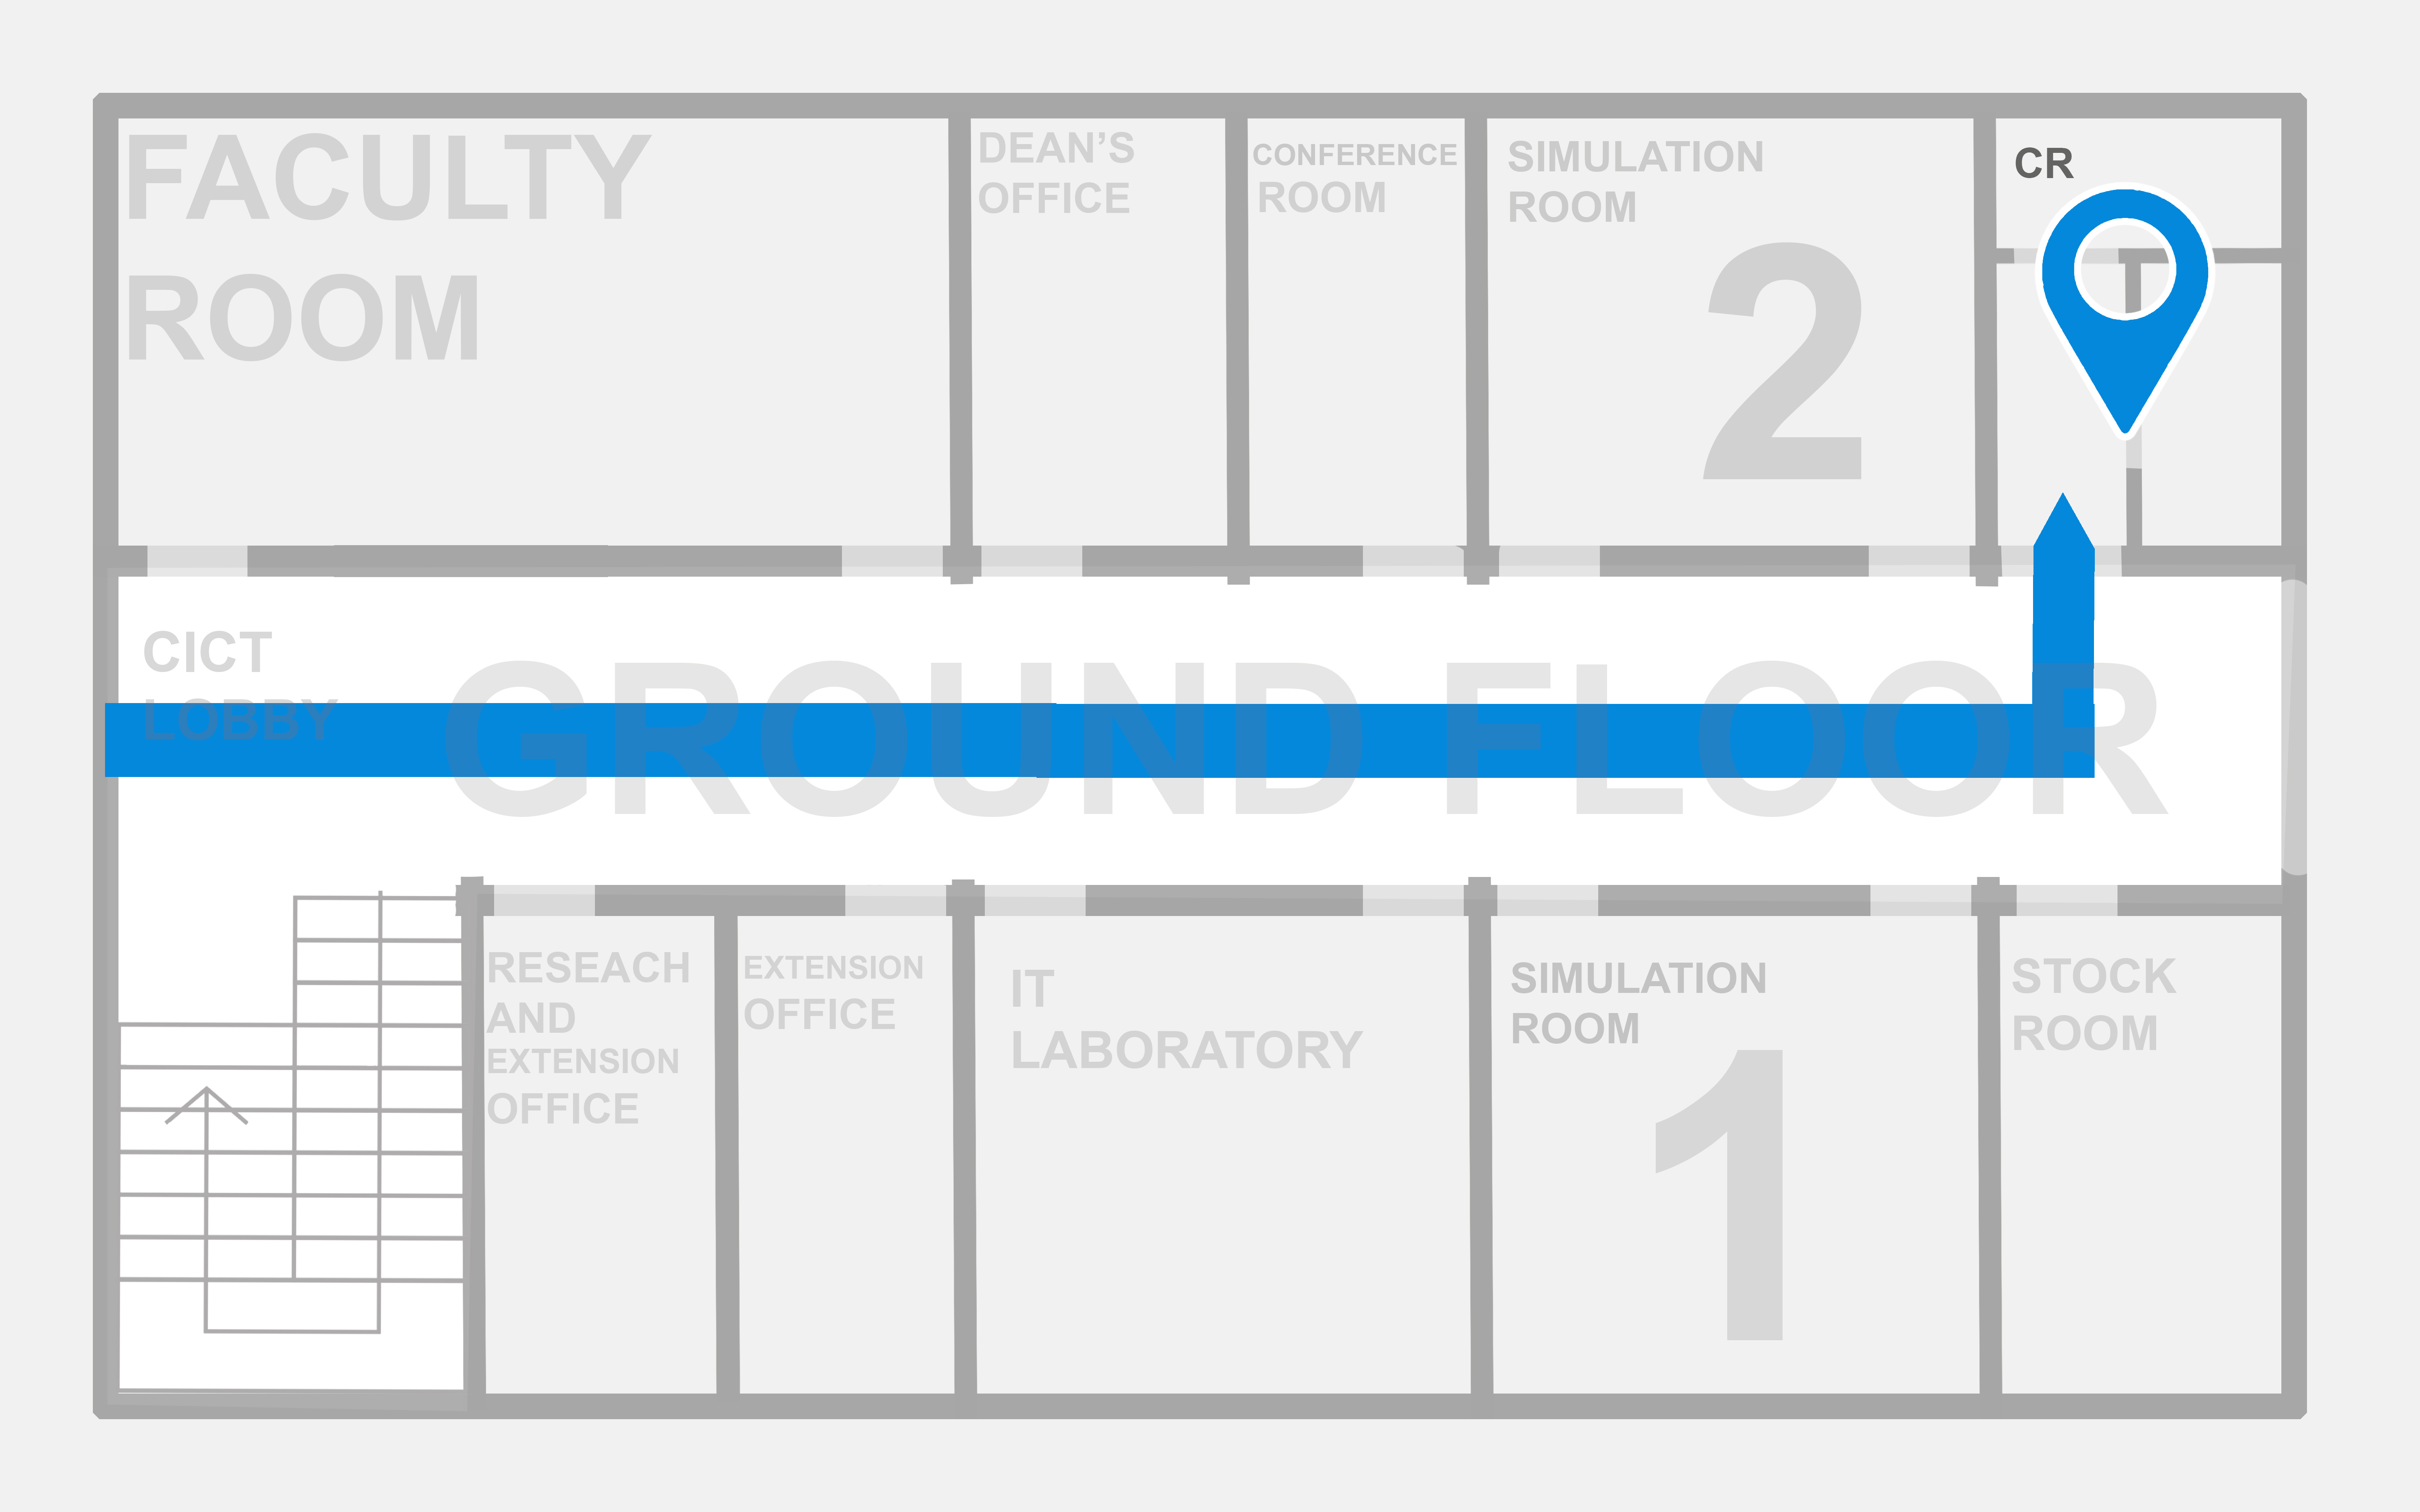 FACULTY
ROOM
DEAN'S
OFFICE
CONFERENCE
ROOM
SIMULATION
ROOM
2
CR
CICT
LOBBY
GROUND FLOOR
RESEACH
AND
EXTENSION
OFFICE
EXTENSION
OFFICE
IT
LABORATORY
SIMULATION
ROOM
1
STOCK
ROOM